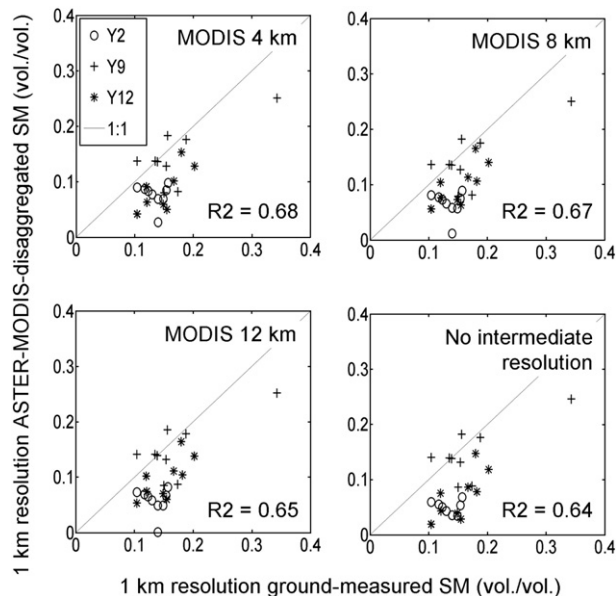 1 km resolution ASTER-MODIS-disaggregated SM (vol./vol.)
0.4
0.3
0.2
0.1
0
0
0.1
0.2
0.3
0.4
Y2
Y9
Y12
1:1
MODIS 4 km
R2 = 0.68
0.4
0.3
0.2
0.1
0
0
0.1
0.2
0.3
0.4
MODIS 8 km
R2 = 0.67
0.4
0.3
0.2
0.1
0
0
0.1
0.2
0.3
0.4
MODIS 12 km
R2 = 0.65
0.4
0.3
0.2
0.1
0
0
0.1
0.2
0.3
0.4
No intermediate
resolution
R2 = 0.64
1 km resolution ground-measured SM (vol./vol.)